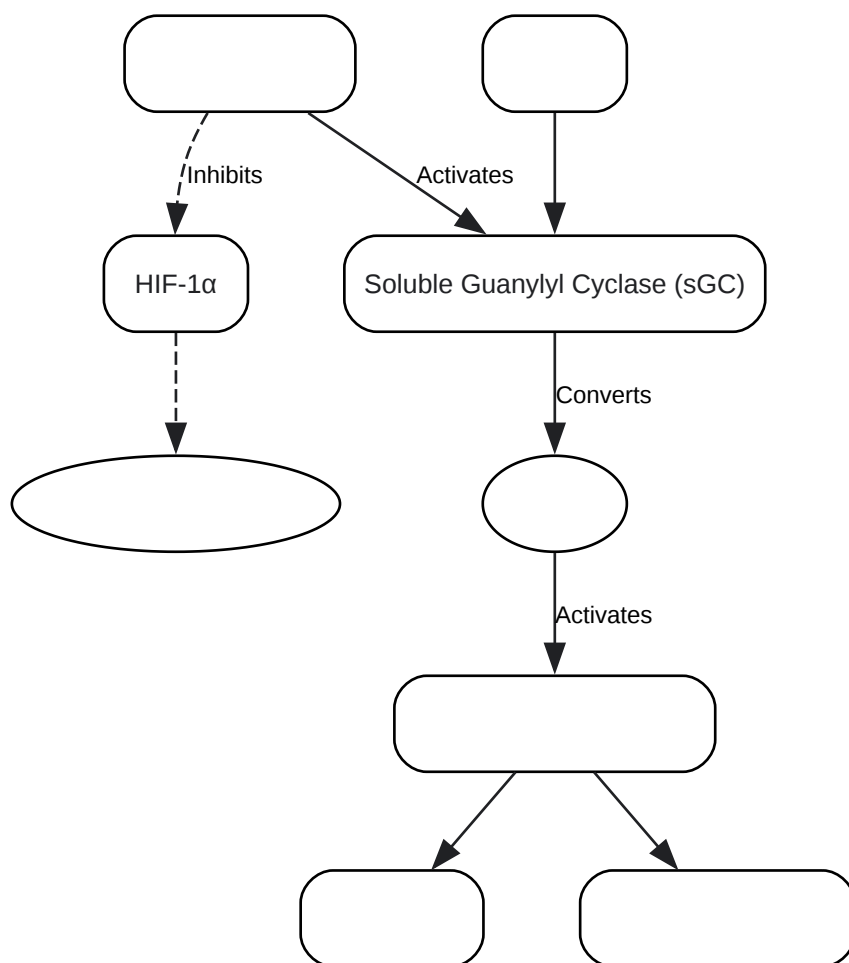 Inhibits
Activates
HIF-1α
Soluble Guanylyl Cyclase (sGC)
Converts
Activates